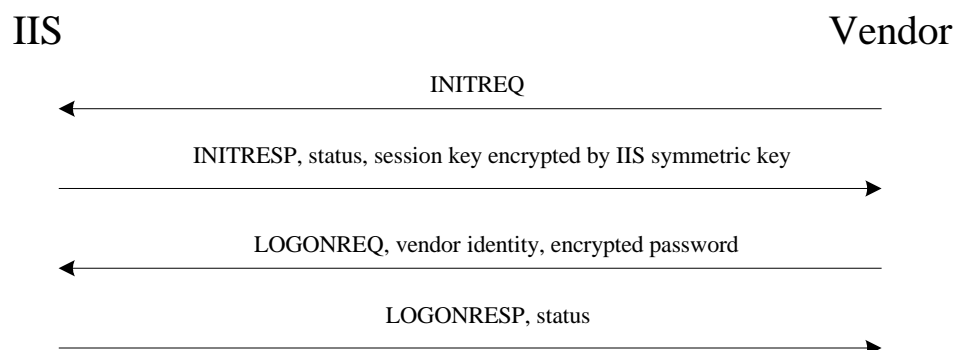 IIS
Vendor
INITREQ
INITRESP, status, session key encrypted by IIS symmetric key
LOGONREQ, vendor identity, encrypted password
LOGONRESP, status